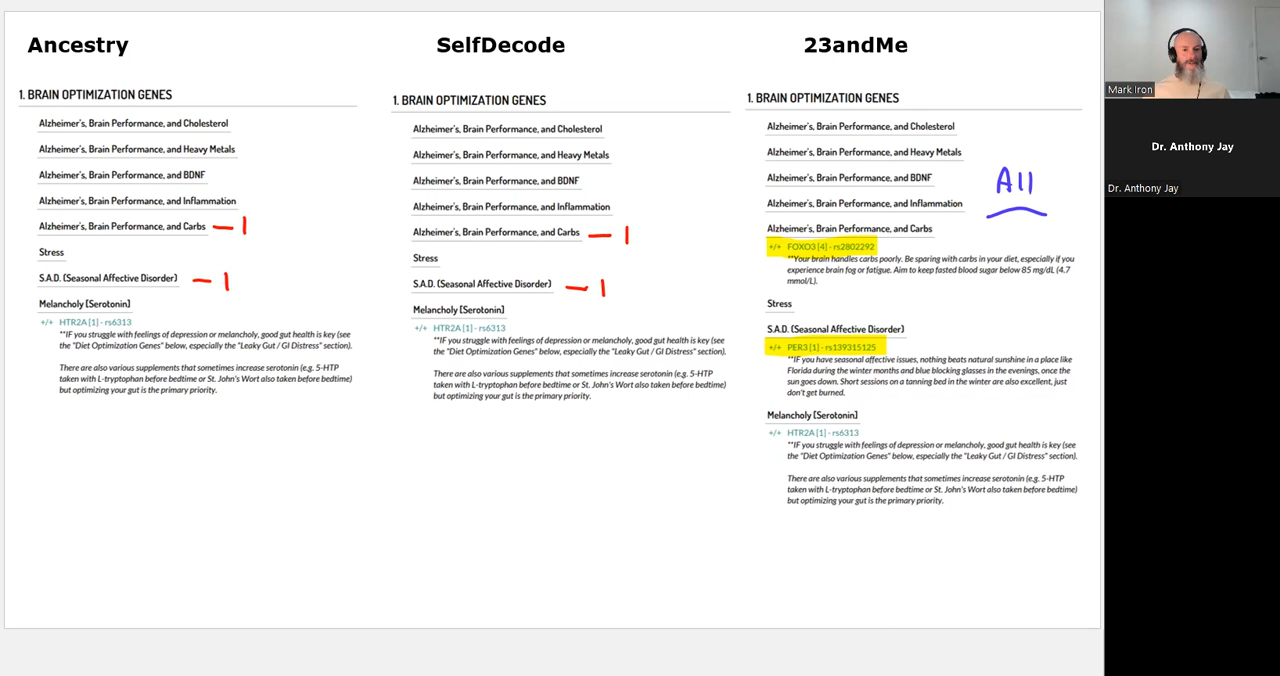 Ancestry
1. BRAIN OPTIMIZATION GENES
Alzheimer's, Brain Performance, and Cholesterol
Alzheimer's, Brain Performance, and Heavy Metals
Alzheimer's, Brain Performance, and BDNF
Alzheimer's, Brain Performance, and Inflammation
Alzheimer's, Brain Performance, and Carbs — 1
Stress
S.A.D. (Seasonal Affective Disorder) — 1
Melancholy [Serotonin]
+/+ HTR2A [1] - rs6313
**IF you struggle with feelings of depression or melancholy, good gut health is key (see
the "Diet Optimization Genes" below, especially the "Leaky Gut / GI Distress" section).
There are also various supplements that sometimes increase serotonin (e.g. 5-HTP
taken with L-tryptophan before bedtime or St. John's Wort also taken before bedtime)
but optimizing your gut is the primary priority.
SelfDecode
1. BRAIN OPTIMIZATION GENES
Alzheimer's, Brain Performance, and Cholesterol
Alzheimer's, Brain Performance, and Heavy Metals
Alzheimer's, Brain Performance, and BDNF
Alzheimer's, Brain Performance, and Inflammation
Alzheimer's, Brain Performance, and Carbs — 1
Stress
S.A.D. (Seasonal Affective Disorder) — 1
Melancholy [Serotonin]
+/+ HTR2A [1] - rs6313
**IF you struggle with feelings of depression or melancholy, good gut health is key (see
the "Diet Optimization Genes" below, especially the "Leaky Gut / GI Distress" section).
There are also various supplements that sometimes increase serotonin (e.g. 5-HTP
taken with L-tryptophan before bedtime or St. John's Wort also taken before bedtime)
but optimizing your gut is the primary priority.
23andMe
1. BRAIN OPTIMIZATION GENES
Alzheimer's, Brain Performance, and Cholesterol
Alzheimer's, Brain Performance, and Heavy Metals
Alzheimer's, Brain Performance, and BDNF
All
Alzheimer's, Brain Performance, and Inflammation
Alzheimer's, Brain Performance, and Carbs
+/+ FOXO3 [4] - rs2802292
**Your brain handles carbs poorly. Be sparing with carbs in your diet, especially if you
experience brain fog or fatigue. Aim to keep fasted blood sugar below 85 mg/dL (4.7
mmol/L).
Stress
S.A.D. (Seasonal Affective Disorder)
+/+ PER3 [1] - rs139315125
**IF you have seasonal affective issues, nothing beats natural sunshine in a place like
Florida during the winter months and blue blocking glasses in the evenings, once the
sun goes down. Short sessions on a tanning bed in the winter are also excellent, just
don't get burned.
Melancholy [Serotonin]
+/+ HTR2A [1] - rs6313
**IF you struggle with feelings of depression or melancholy, good gut health is key (see
the "Diet Optimization Genes" below, especially the "Leaky Gut / GI Distress" section).
There are also various supplements that sometimes increase serotonin (e.g. 5-HTP
taken with L-tryptophan before bedtime or St. John's Wort also taken before bedtime)
but optimizing your gut is the primary priority.
Mark Iron
Dr. Anthony Jay
Dr. Anthony Jay